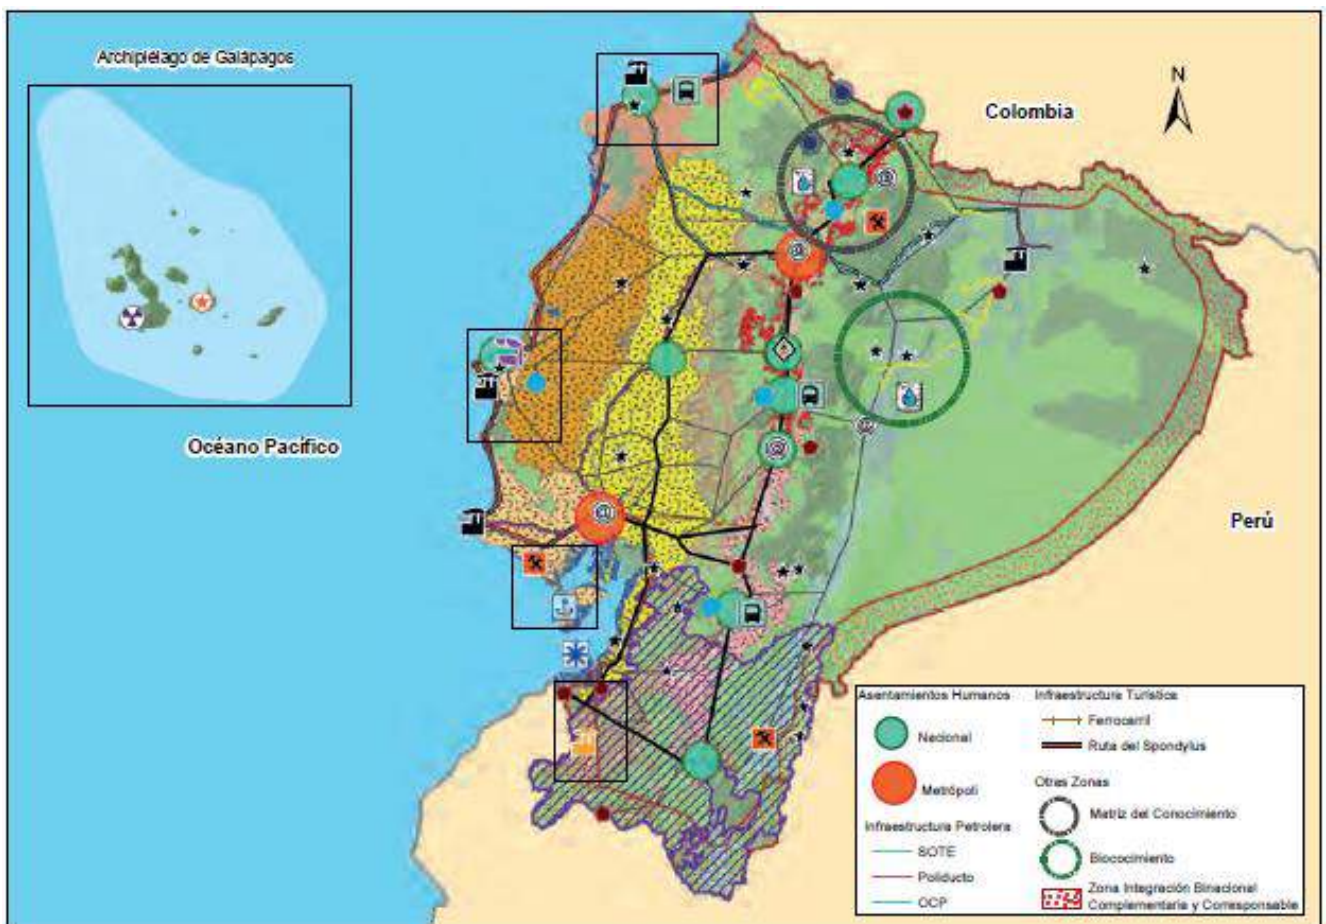 Archipiélago de Galápagos
N
Colombia
Océano Pacífico
Perú
Asentamientos Humanos
Nacional
Metrópoli
Infraestructura Petrolera
SOTE
Poliducto
OCP
Infraestructura Turística
Ferrocarril
Ruta del Spondylus
Otras Zonas
Matriz del Conocimiento
Bioconocimiento
Zona Integración Binacional
Complementaria y Corresponsable